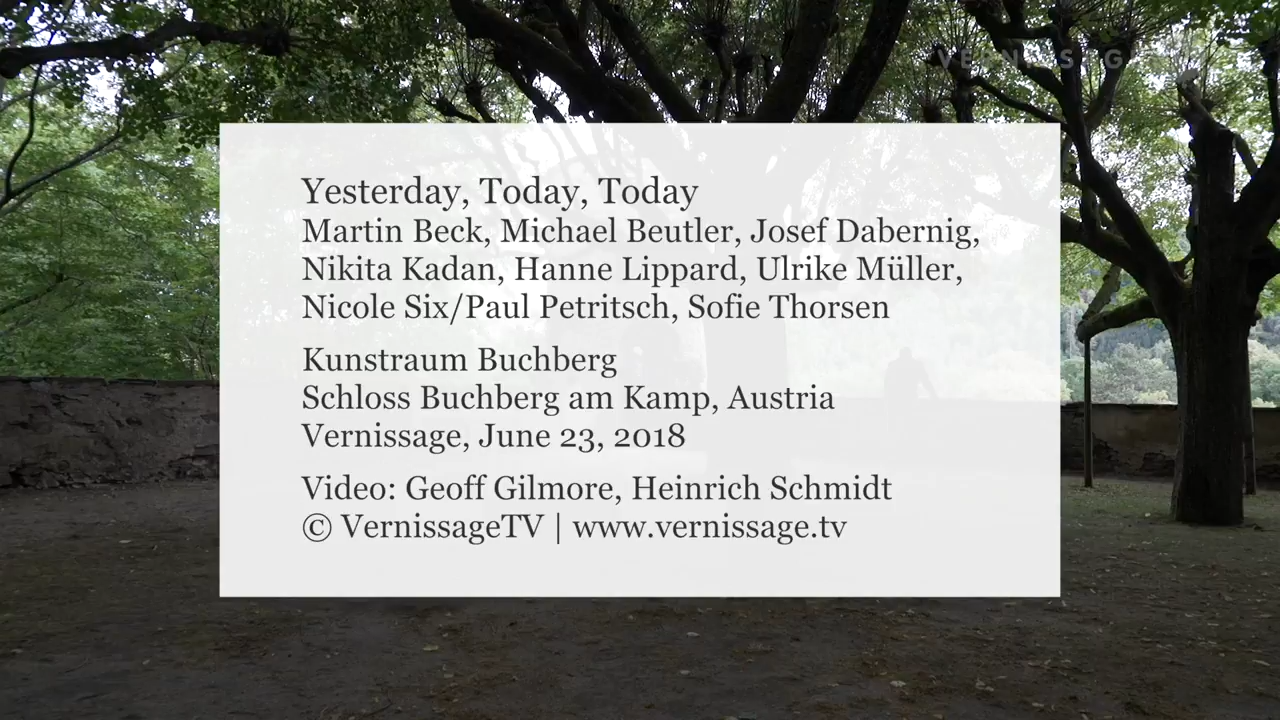 VERNISSAG
Yesterday, Today, Today
Martin Beck, Michael Beutler, Josef Dabernig,
Nikita Kadan, Hanne Lippard, Ulrike Müller,
Nicole Six/Paul Petritsch, Sofie Thorsen
Kunstraum Buchberg
Schloss Buchberg am Kamp, Austria
Vernissage, June 23, 2018
Video: Geoff Gilmore, Heinrich Schmidt
© VernissageTV | www.vernissage.tv